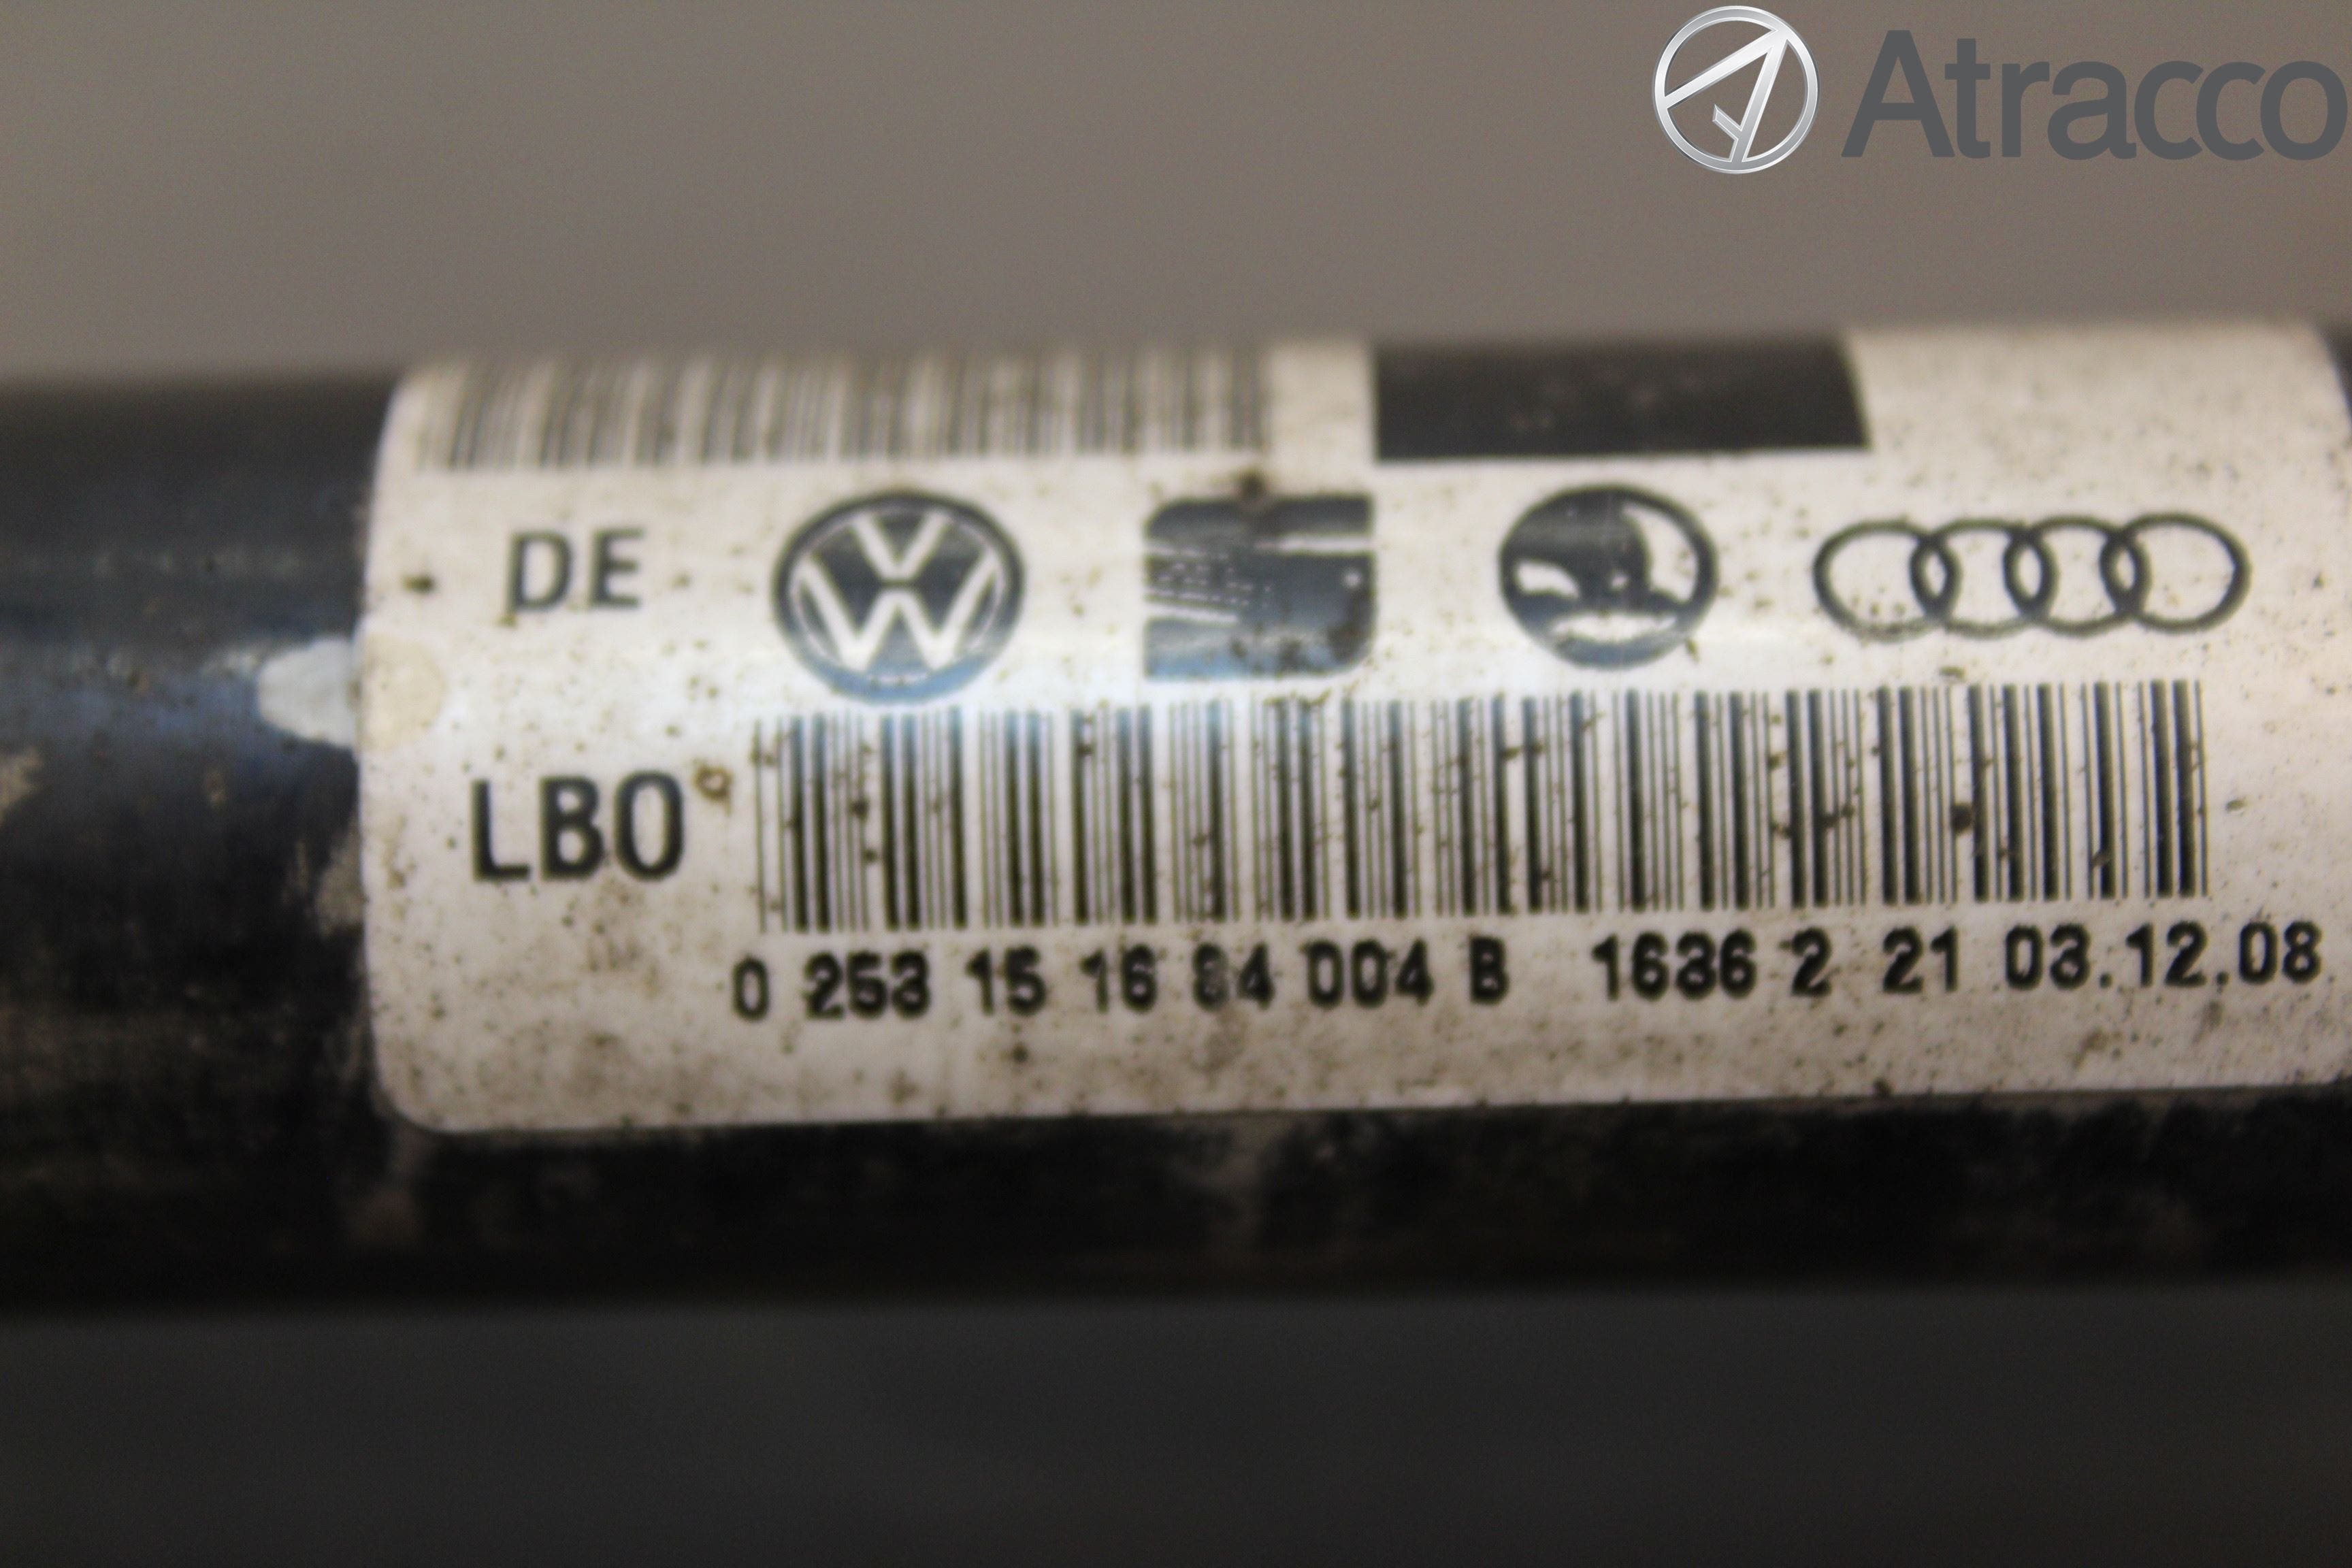 Atracco
DE
LBO
0 253 15 16 84 004 B 1636 2 21 03.12.08